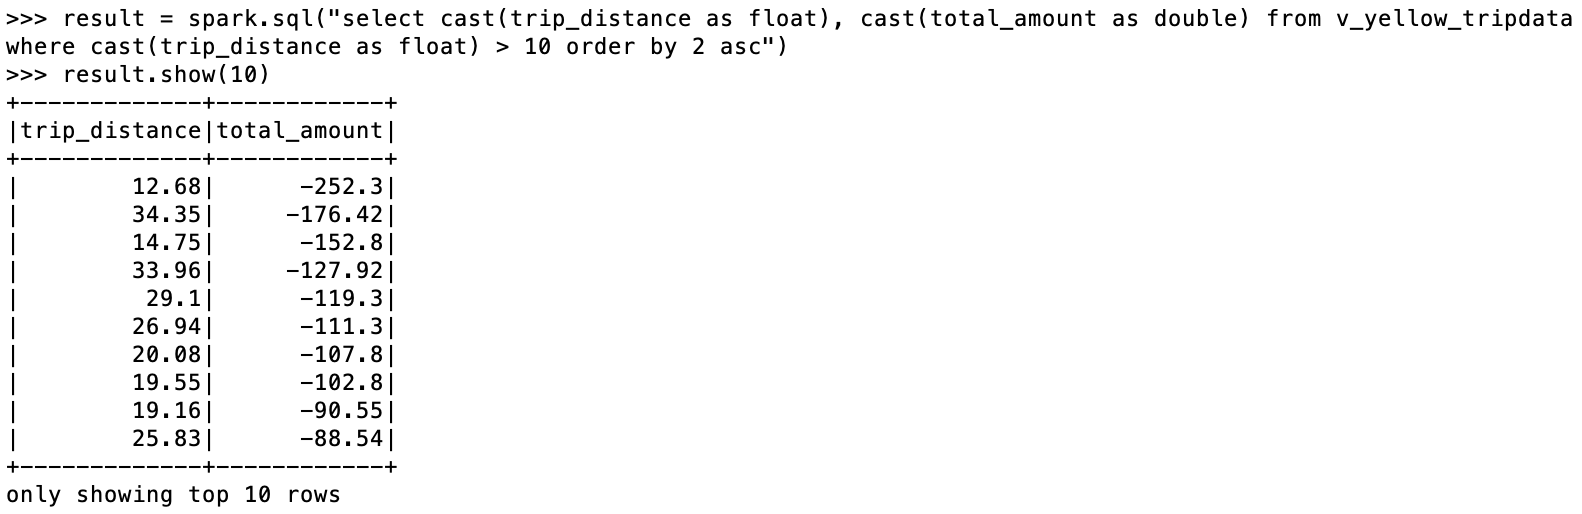 >>> result = spark.sql("select cast(trip_distance as float), cast(total_amount as double) from v_yellow_tripdata
where cast(trip_distance as float) > 10 order by 2 asc")
>>> result.show(10)
+-------------+------------+
|trip_distance|total_amount|
+-------------+------------+
|        12.68|      -252.3|
|        34.35|     -176.42|
|        14.75|      -152.8|
|        33.96|     -127.92|
|         29.1|      -119.3|
|        26.94|      -111.3|
|        20.08|      -107.8|
|        19.55|      -102.8|
|        19.16|      -90.55|
|        25.83|      -88.54|
+-------------+------------+
only showing top 10 rows